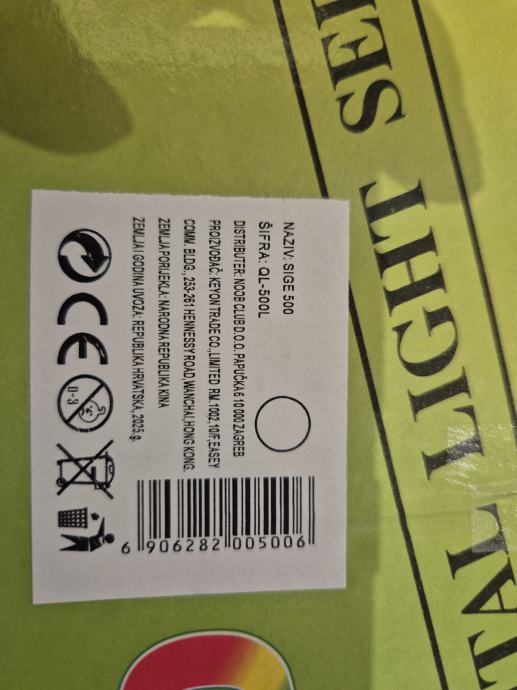 TAL LIGHT SE
NAZIV: SIGE 500
ŠIFRA: QL-500L
DISTRIBUTER: NOOB CLUB D.O.O. PAPUČKA 6 10 000 ZAGREB
PROIZVOĐAČ: KEYON TRADE CO.,LIMITED RM.1002,10/F,EASEY
COMM. BLDG., 253-261 HENNESSY ROAD,WANCHAI,HONG KONG.
ZEMLJA PORIJEKLA: NARODNA REPUBLIKA KINA
ZEMLJA I GODINA UVOZA: REPUBLIKA HRVATSKA, 2025.g.
CE
0-3
6 906282 005006